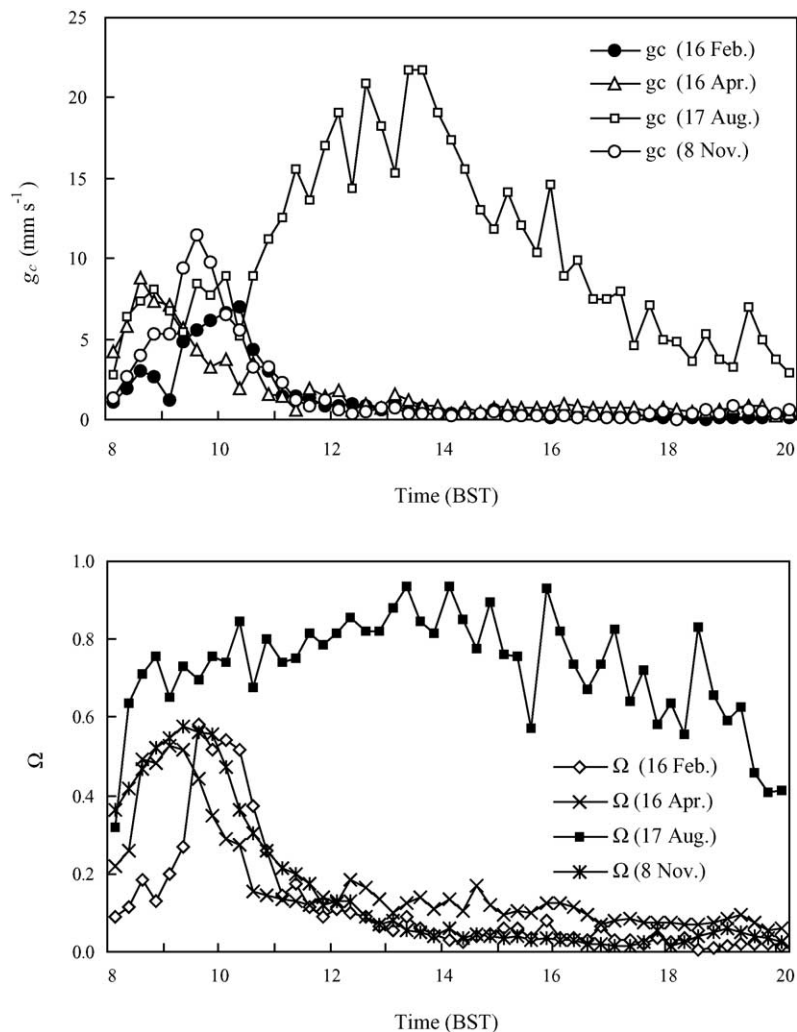 25
20
15
10
5
0
g_c (mm s⁻¹)
gc (16 Feb.)
gc (16 Apr.)
gc (17 Aug.)
gc (8 Nov.)
8 10 12 14 16 18 20
Time (BST)
1.0
0.8
0.6
0.4
0.2
0.0
Ω
Ω (16 Feb.)
Ω (16 Apr.)
Ω (17 Aug.)
Ω (8 Nov.)
8 10 12 14 16 18 20
Time (BST)